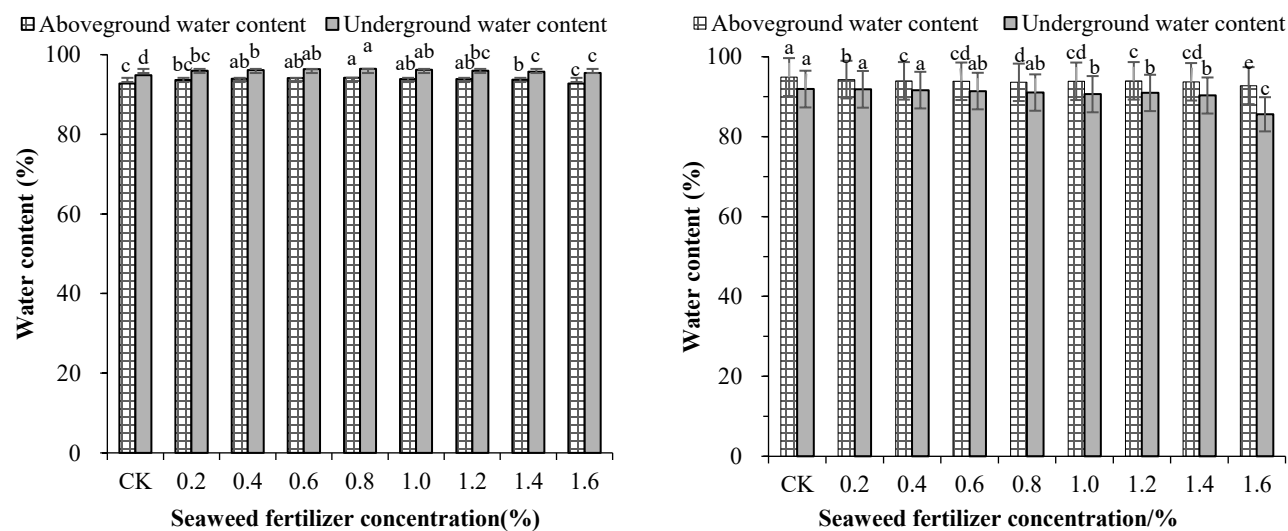 Aboveground water content Underground water content
100
80
60
40
20
0
Water content (%)
c d bc bc ab b ab ab a a ab ab ab bc b c c c
CK 0.2 0.4 0.6 0.8 1.0 1.2 1.4 1.6
Seaweed fertilizer concentration(%)
Aboveground water content Underground water content
100
80
60
40
20
0
Water content (%)
a a b a c a cd ab d ab cd b c b cd b e c
CK 0.2 0.4 0.6 0.8 1.0 1.2 1.4 1.6
Seaweed fertilizer concentration/%